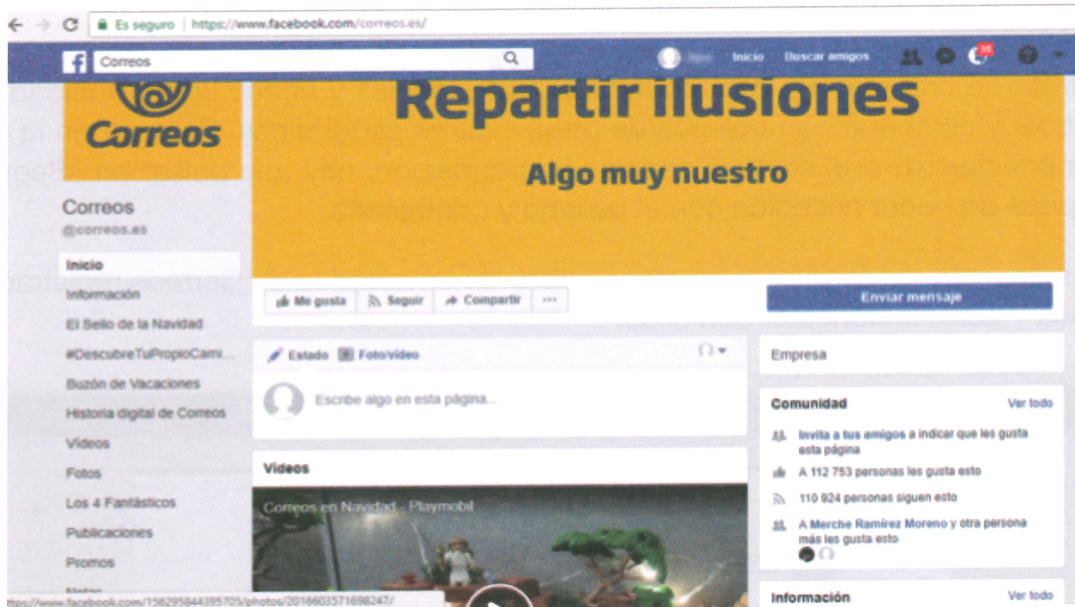 Es seguro | https://www.facebook.com/correos.es/
Correos
Inicio Buscar amigos
Correos
Repartir ilusiones
Algo muy nuestro
Correos
@correos.es
Inicio
Información
El Sello de la Navidad
#DescubreTuPropioCami...
Buzón de Vacaciones
Historia digital de Correos
Vídeos
Fotos
Los 4 Fantásticos
Publicaciones
Promos
Notas
Me gusta Seguir Compartir ...
Enviar mensaje
Estado Foto/vídeo
Escribe algo en esta página...
Vídeos
Correos en Navidad - Playmobil
Empresa
Comunidad Ver todo
Invita a tus amigos a indicar que les gusta
esta página
A 112 753 personas les gusta esto
110 924 personas siguen esto
A Merche Ramírez Moreno y otra persona
más les gusta esto
Información Ver todo
https://www.facebook.com/156295844395705/photos/2016603571698247/